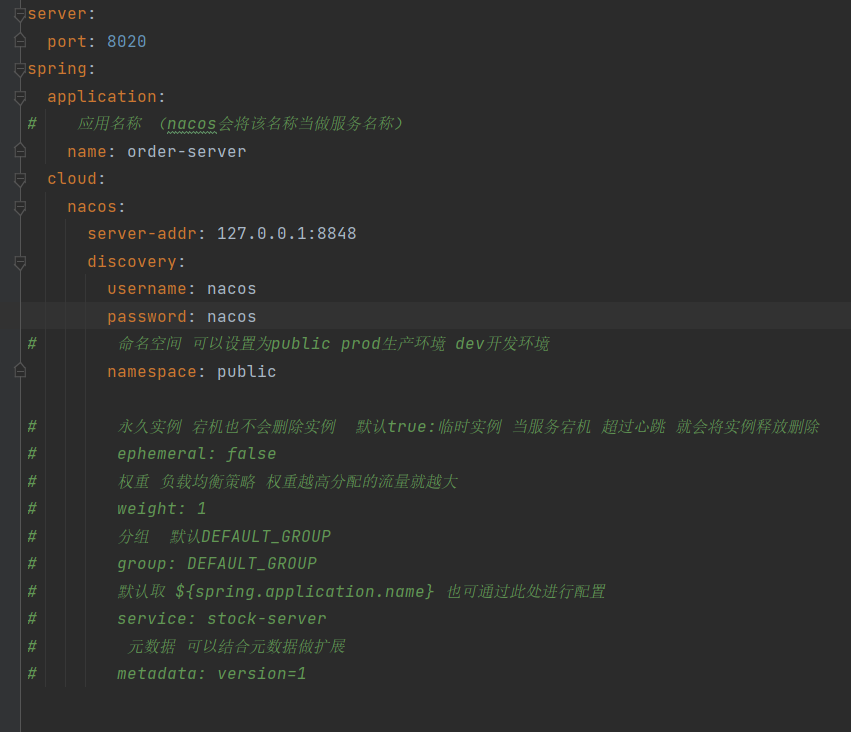 server:
  port: 8020
spring:
  application:
#    应用名称 （nacos会将该名称当做服务名称）
    name: order-server
  cloud:
    nacos:
      server-addr: 127.0.0.1:8848
      discovery:
        username: nacos
        password: nacos
#        命名空间 可以设置为public prod生产环境 dev开发环境
        namespace: public
#        永久实例 宕机也不会删除实例  默认true:临时实例 当服务宕机 超过心跳 就会将实例释放删除
#        ephemeral: false
#        权重 负载均衡策略 权重越高分配的流量就越大
#        weight: 1
#        分组  默认DEFAULT_GROUP
#        group: DEFAULT_GROUP
#        默认取 ${spring.application.name} 也可通过此处进行配置
#        service: stock-server
#         元数据 可以结合元数据做扩展
#        metadata: version=1